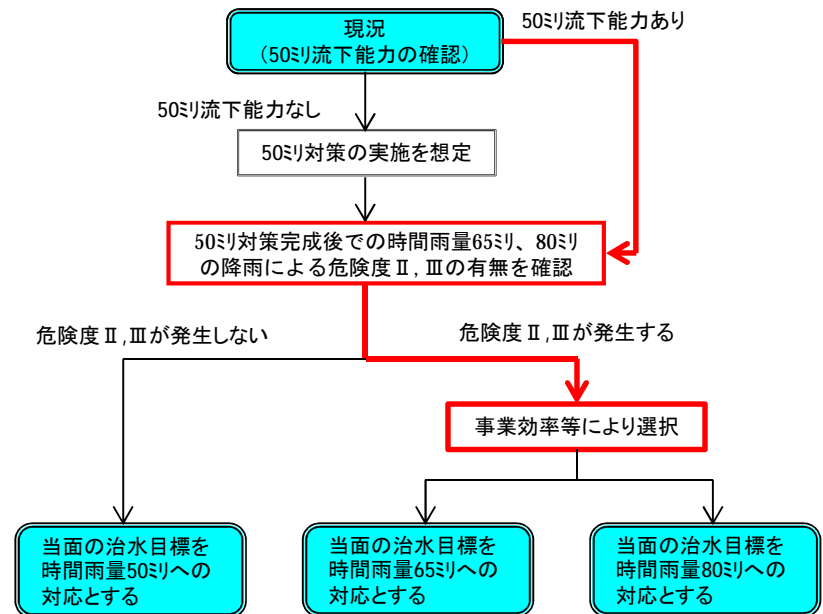 現況
（50ミリ流下能力の確認）
50ミリ流下能力あり
50ミリ流下能力なし
50ミリ対策の実施を想定
50ミリ対策完成後での時間雨量65ミリ、80ミリ
の降雨による危険度Ⅱ,Ⅲの有無を確認
危険度Ⅱ,Ⅲが発生しない
危険度Ⅱ,Ⅲが発生する
事業効率等により選択
当面の治水目標を
時間雨量50ミリへの
対応とする
当面の治水目標を
時間雨量65ミリへの
対応とする
当面の治水目標を
時間雨量80ミリへの
対応とする